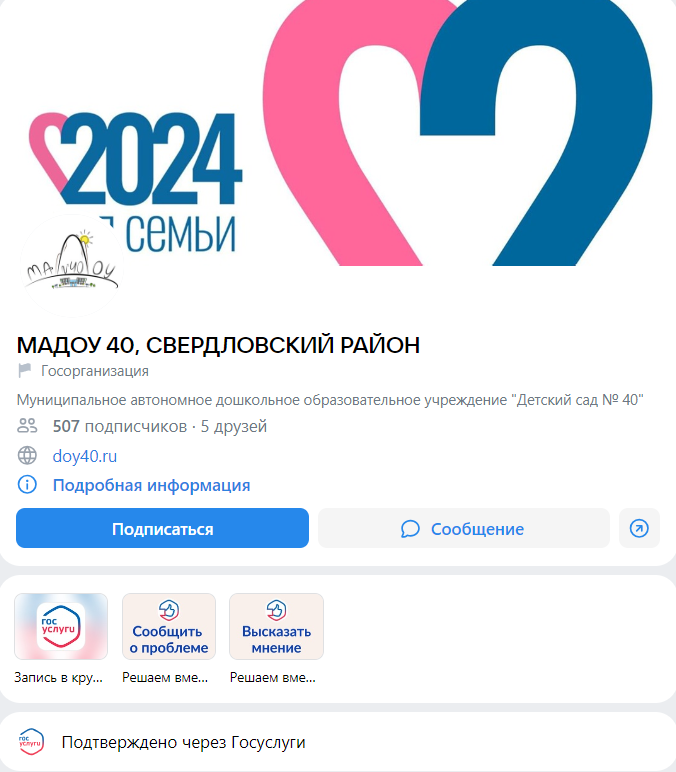 2024
СЕМЬИ
МАДОУ
МАДОУ 40, СВЕРДЛОВСКИЙ РАЙОН
Госорганизация
Муниципальное автономное дошкольное образовательное учреждение "Детский сад № 40"
507 подписчиков · 5 друзей
doy40.ru
Подробная информация
Подписаться
Сообщение
гос
услуги
Сообщить
о проблеме
Высказать
мнение
Запись в кру...
Решаем вме...
Решаем вме...
гос
услуги
Подтверждено через Госуслуги